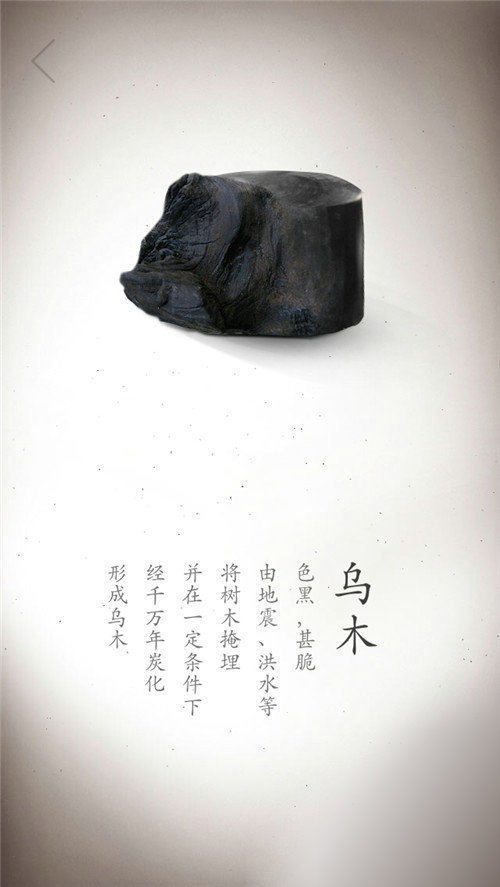 乌木
色黑,甚脆
由地震、洪水等
将树木掩埋
并在一定条件下
经千万年炭化
形成乌木